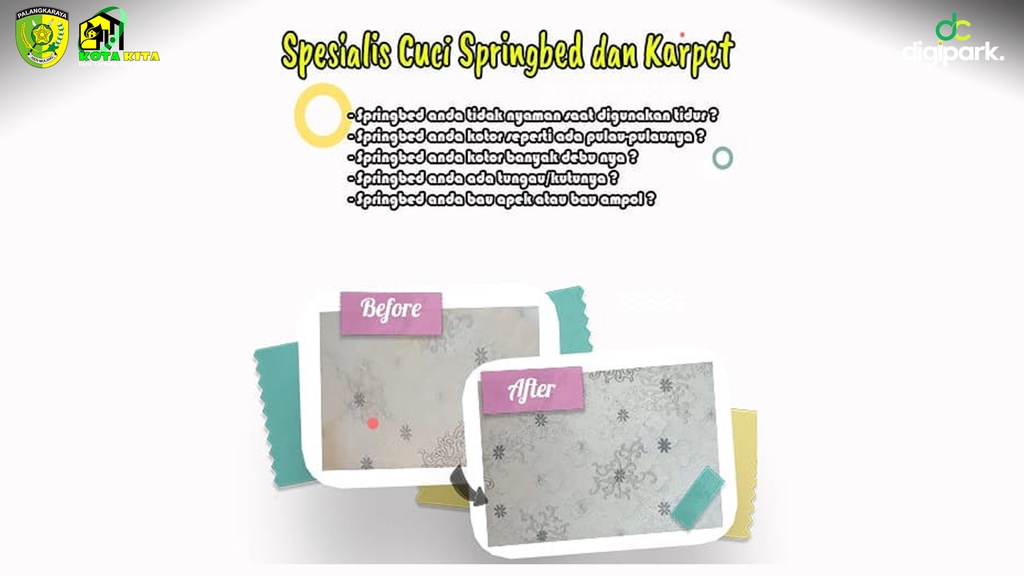 PALANGKARAYA
KOTA KITA
dc
digipark.
Spesialis Cuci Springbed dan Karpet
- Springbed anda tidak nyaman saat digunakan tidur ?
- Springbed anda kotor seperti ada pulau-pulaunya ?
- Springbed anda kotor banyak debu nya ?
- Springbed anda ada tungau/kutunya ?
- Springbed anda bau apek atau bau ampol ?
Before
After